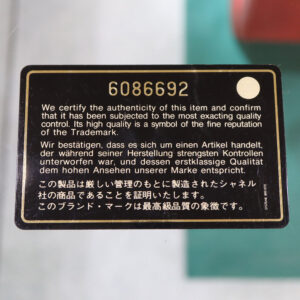 6086692
We certify the authenticity of this item and confirm
that it has been subjected to the most exacting quality
control. Its high quality is a symbol of the fine reputation
of the Trademark.
Wir bestätigen, dass es sich um einen Artikel handelt,
der während seiner Herstellung strengsten Kontrollen
unterworfen war, und dessen erstklassige Qualität
dem hohen Ansehen unserer Marke entspricht.
この製品は厳しい管理のもとに製造されたシャネル
社の商品であることを証明いたします。
このブランド・マークは最高級品質の象徴です。